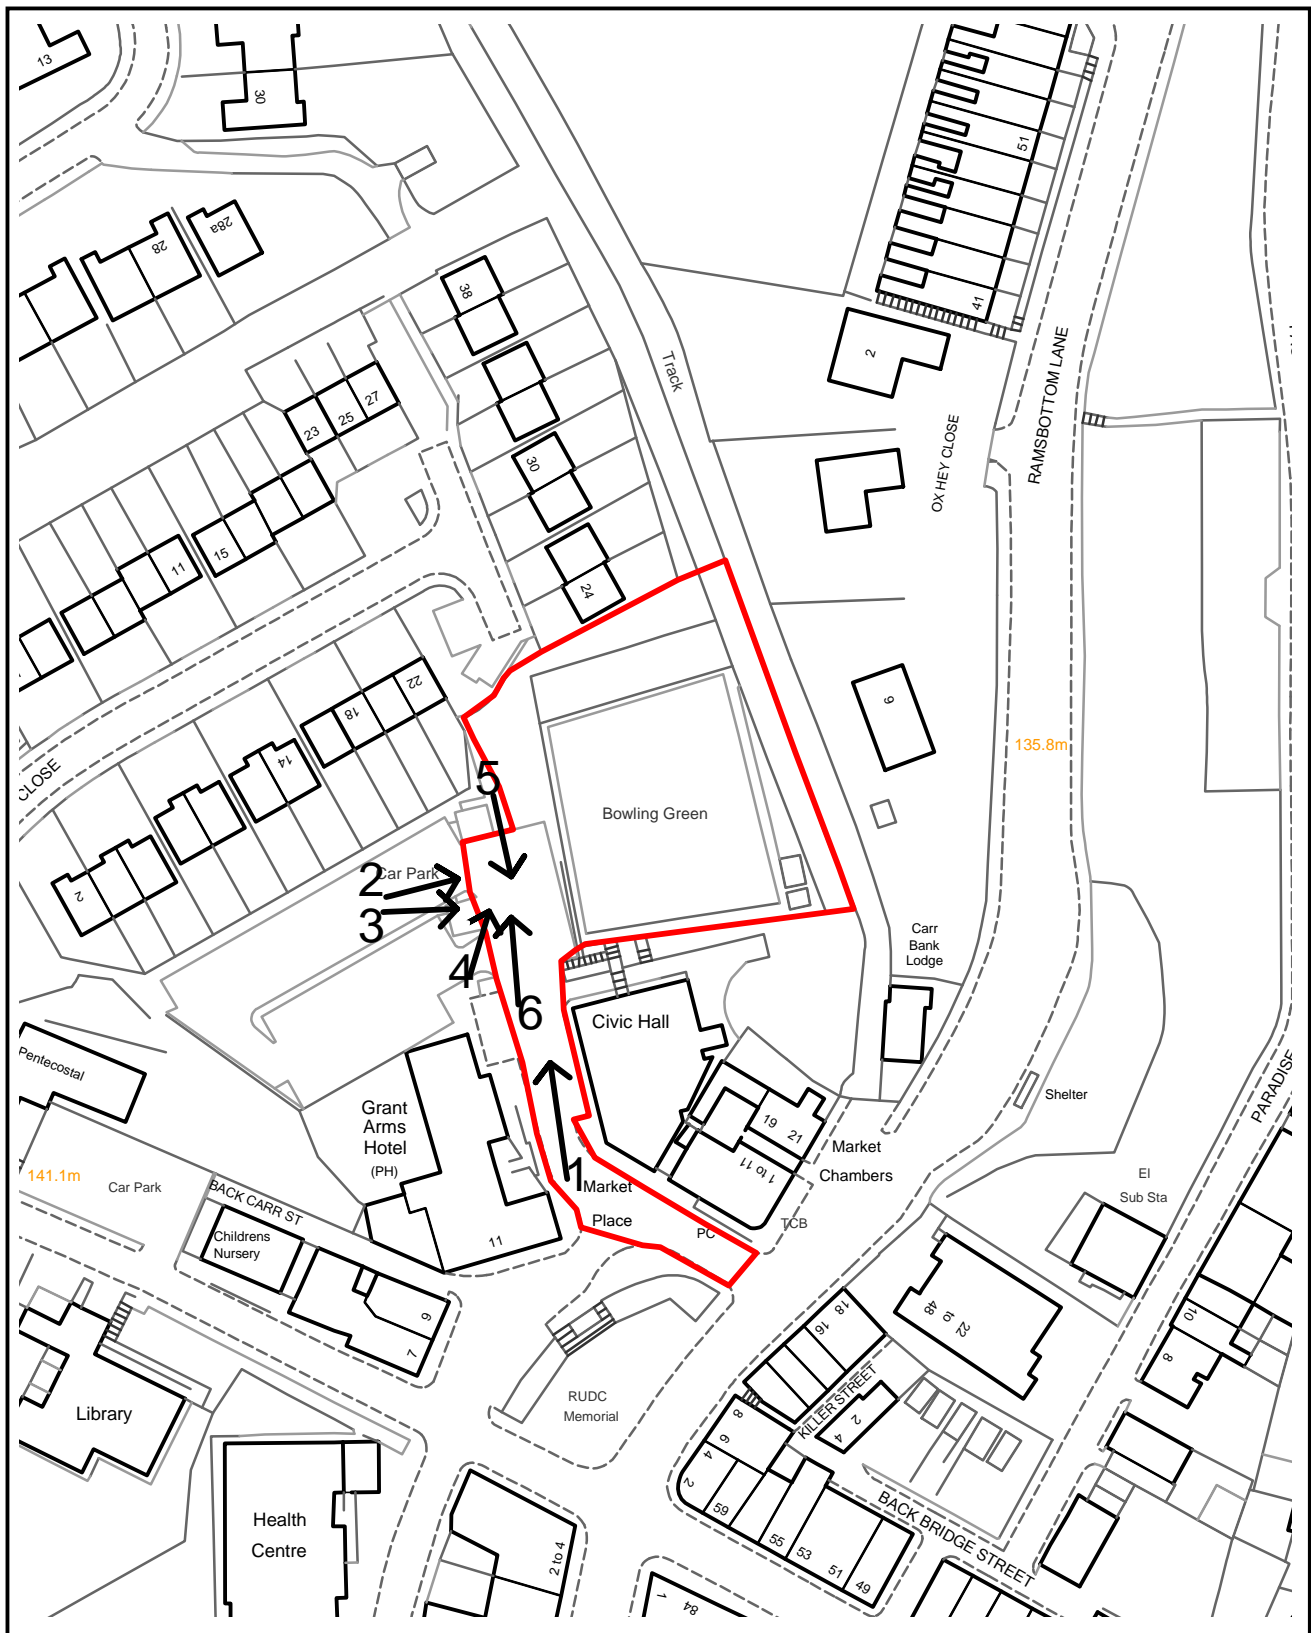 13
30
28
28a
38
51
41
2
Track
RAMSBOTTOM LANE
OX HEY CLOSE
27
25
23
30
15
11
24
22
18
14
2
CLOSE
9
135.8m
5
Bowling Green
2
Car Park
3
4
6
Civic Hall
Carr
Bank
Lodge
Pentecostal
Grant
Arms
Hotel
(PH)
19
21
1 to 11
Market
Chambers
Shelter
PARADISE
141.1m
Car Park
BACK CARR ST
1
Market
Place
PC
TCB
El
Sub Sta
Childrens
Nursery
11
6
7
18
16
22
to
48
10
8
KILLER STREET
2
4
RUDC
Memorial
Library
8
6
4
2
59
55
53
51
49
BACK BRIDGE STREET
Health
Centre
2 to 4
1
84